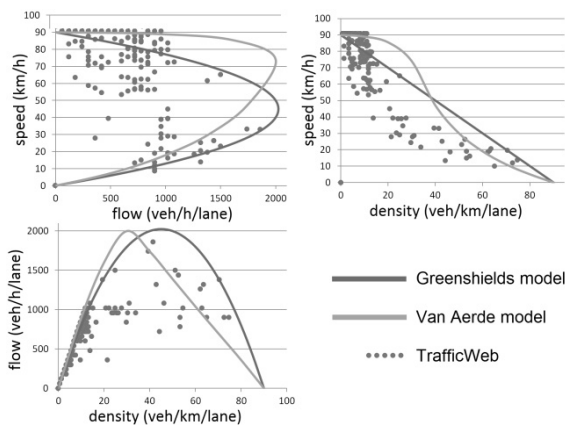 100
90
80
70
60
50
40
30
20
10
0
0 500 1000 1500 2000
speed (km/h)
flow (veh/h/lane)
100
90
80
70
60
50
40
30
20
10
0
0 20 40 60 80
speed (km/h)
density (veh/km/lane)
2000
1500
1000
500
0
0 20 40 60 80 100
flow (veh/h/lane)
density (veh/km/lane)
Greenshields model
Van Aerde model
TrafficWeb